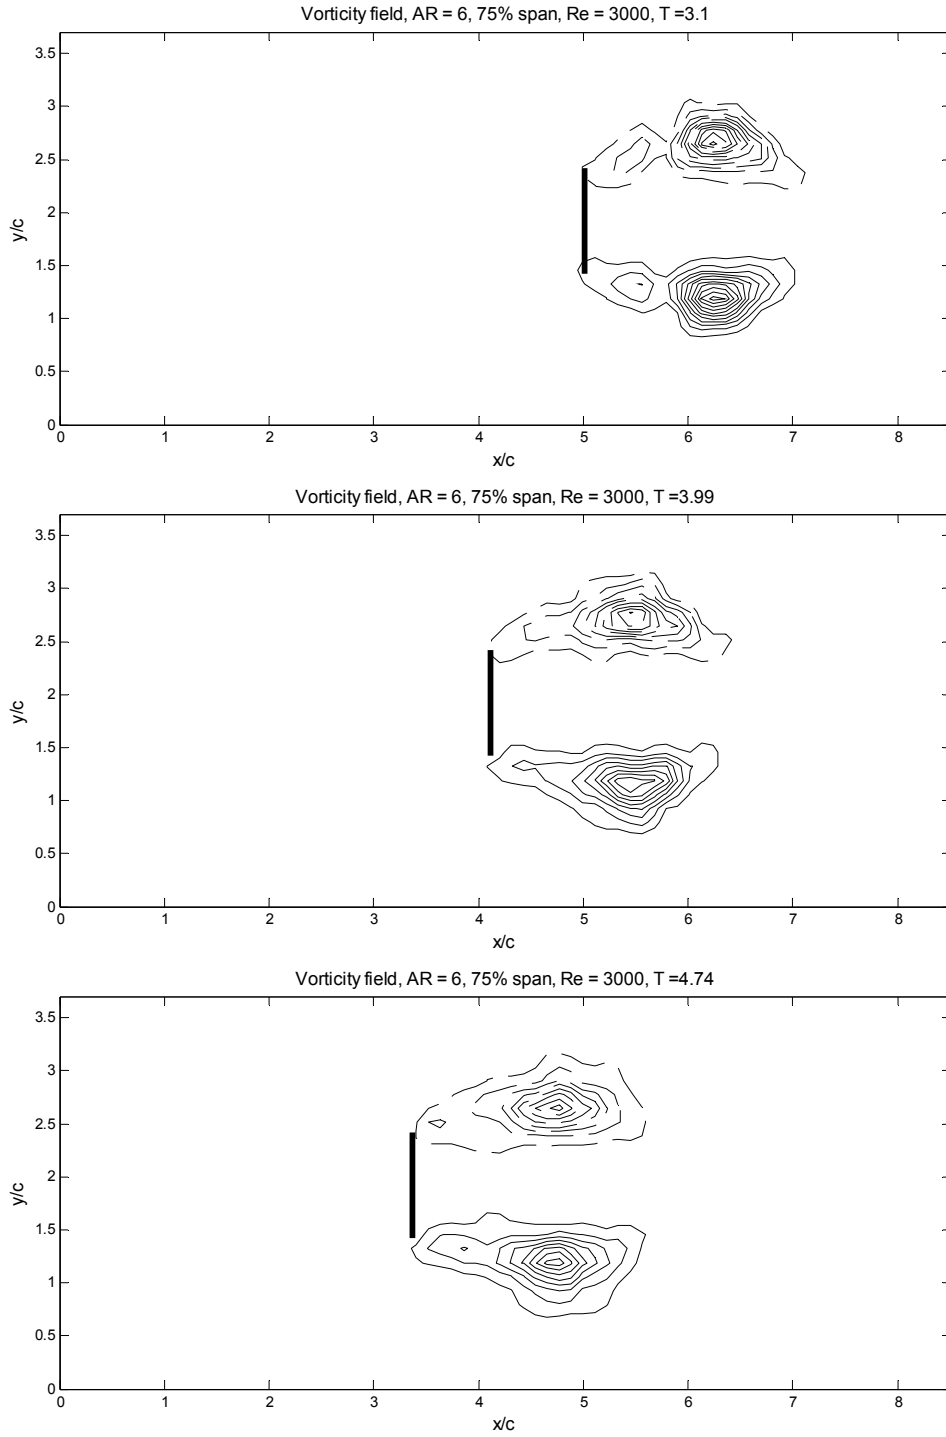 Vorticity field, AR = 6, 75% span, Re = 3000, T =3.1
3.5
3
2.5
2
1.5
1
0.5
0
y/c
0 1 2 3 4 5 6 7 8
x/c
Vorticity field, AR = 6, 75% span, Re = 3000, T =3.99
3.5
3
2.5
2
1.5
1
0.5
0
y/c
0 1 2 3 4 5 6 7 8
x/c
Vorticity field, AR = 6, 75% span, Re = 3000, T =4.74
3.5
3
2.5
2
1.5
1
0.5
0
y/c
0 1 2 3 4 5 6 7 8
x/c